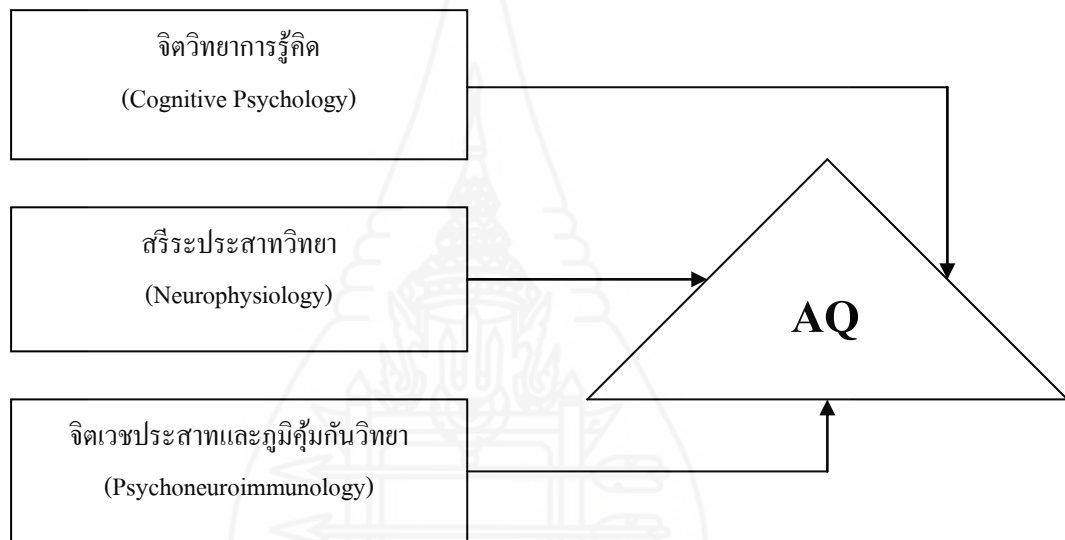 จิตวิทยาการรู้คิด
(Cognitive Psychology)
สรีระประสาทวิทยา
(Neurophysiology)
AQ
จิตเวชประสาทและภูมิคุ้มกันวิทยา
(Psychoneuroimmunology)